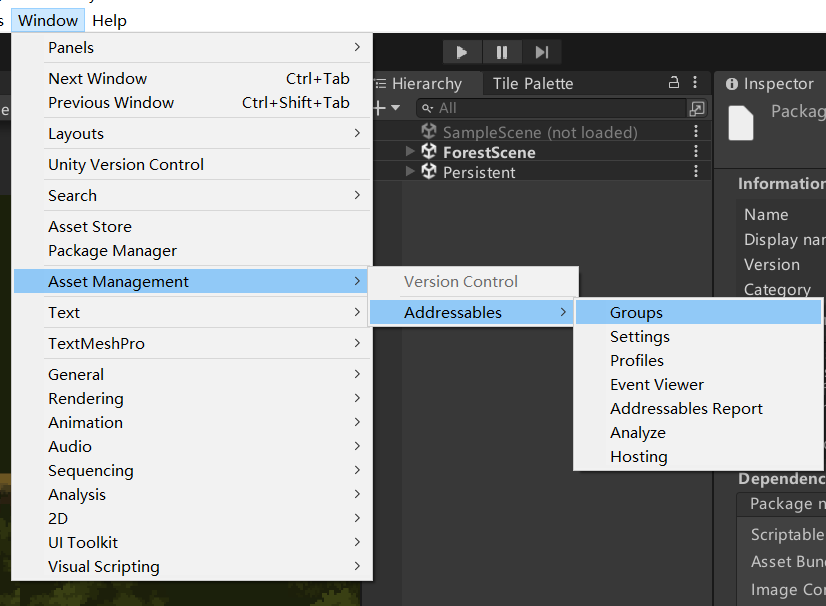 s Window Help
Panels
Next Window Ctrl+Tab
Previous Window Ctrl+Shift+Tab
Layouts
Unity Version Control
Search
Asset Store
Package Manager
Asset Management
Text
TextMeshPro
General
Rendering
Animation
Audio
Sequencing
Analysis
2D
UI Toolkit
Visual Scripting
Version Control
Addressables
Groups
Settings
Profiles
Event Viewer
Addressables Report
Analyze
Hosting
Hierarchy Tile Palette
All
SampleScene (not loaded)
ForestScene
Persistent
Inspector
Packag
Information
Name
Display nam
Version
Category
Dependenc
Package n
Scriptable
Asset Bun
Image Con